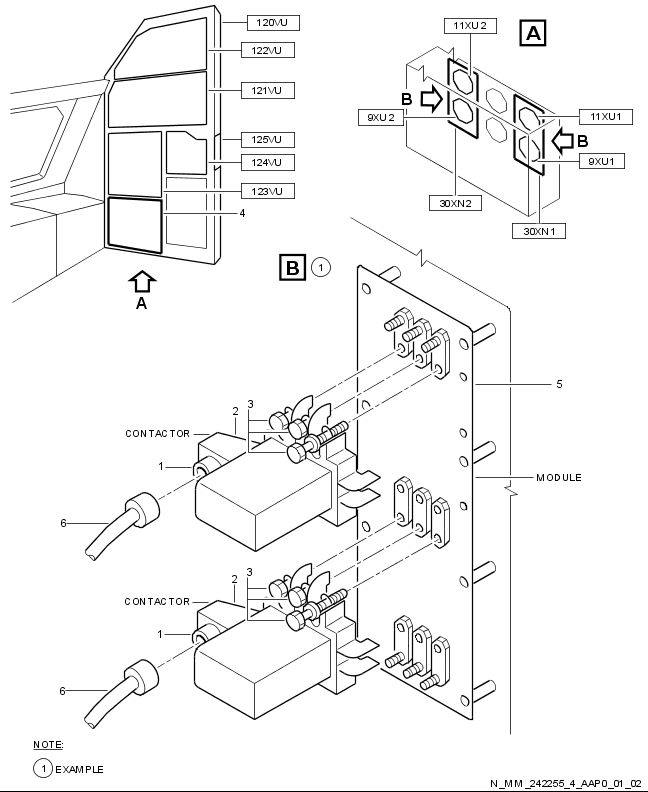 120VU
122VU
121VU
125VU
124VU
123VU
4
A
11XU2
A
B
9XU2
11XU1
B
9XU1
30XN2
30XN1
B 1
5
3
2
CONTACTOR
1
MODULE
6
3
2
CONTACTOR
1
6
NOTE:
1 EXAMPLE
N_MM_242255_4_AAP0_01_02